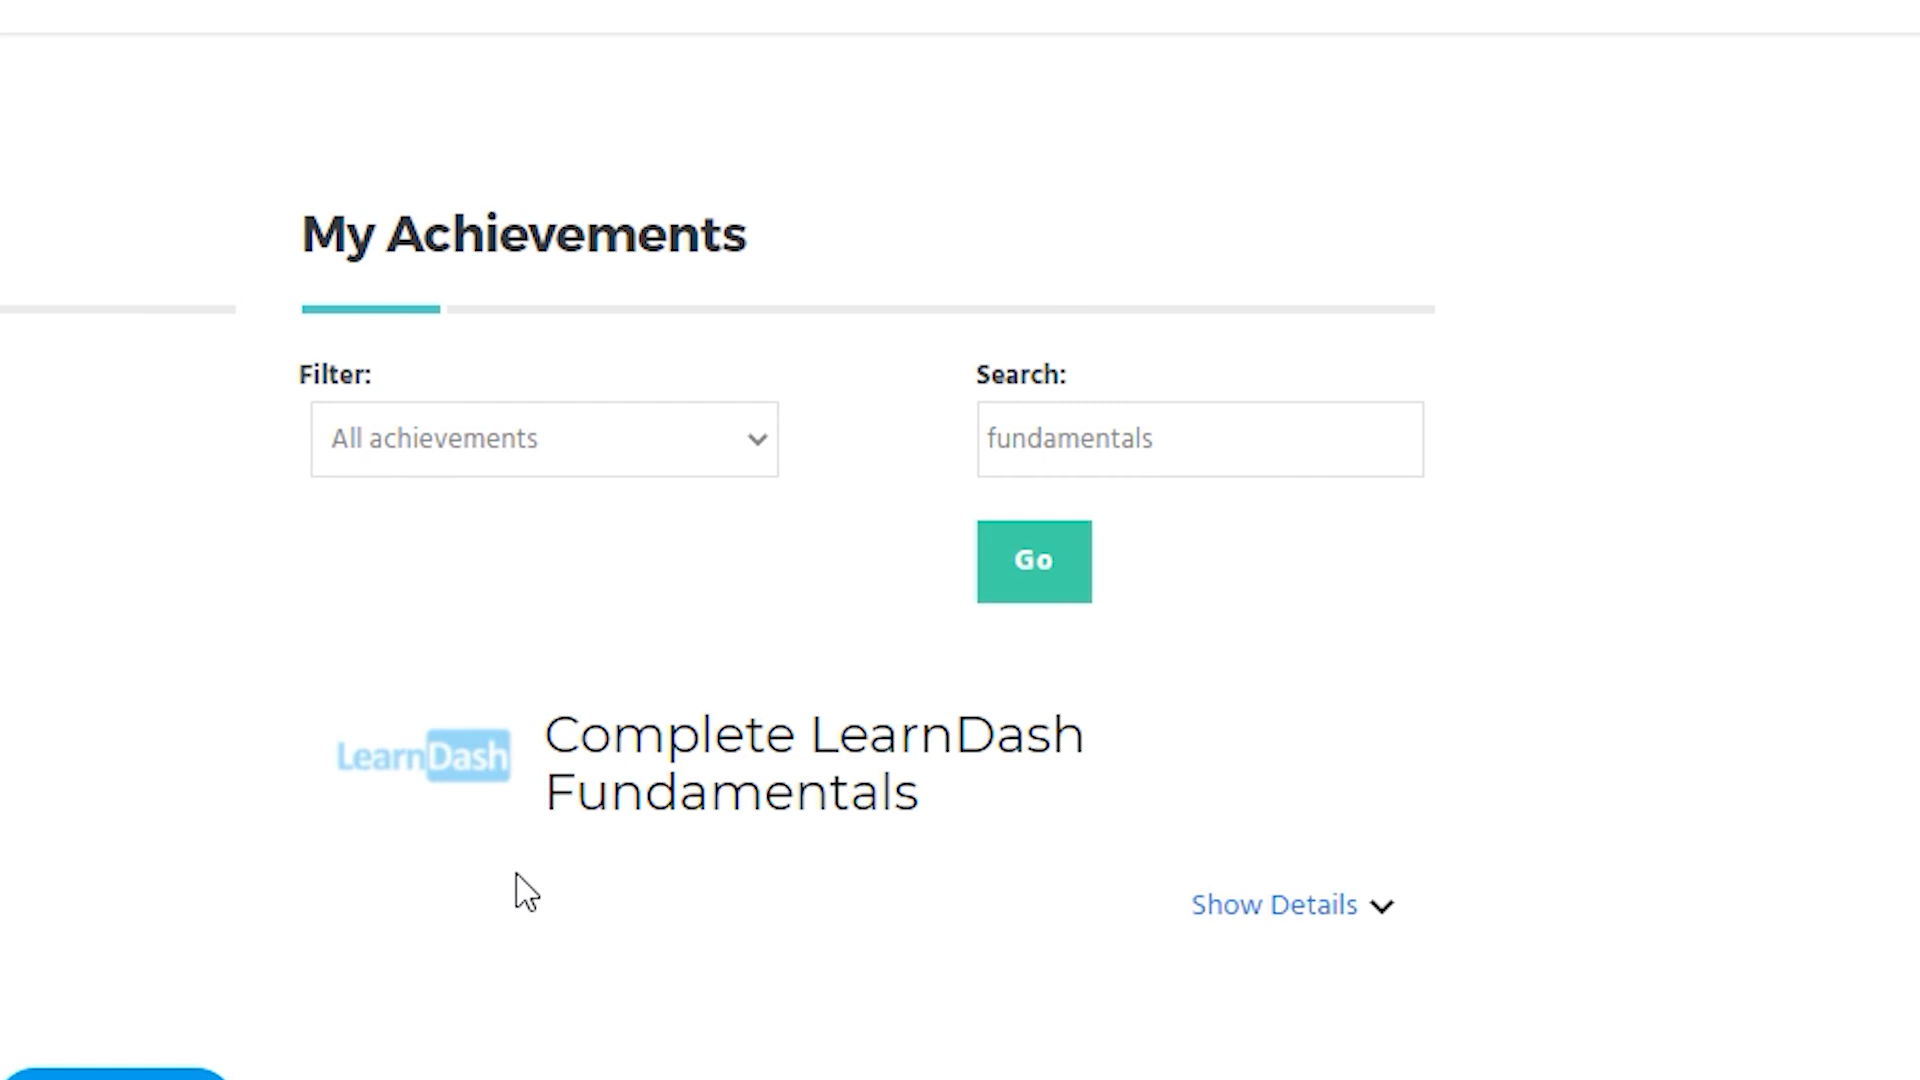 My Achievements
Filter:
Search:
All achievements
fundamentals
Go
LearnDash
Complete LearnDash
Fundamentals
Show Details